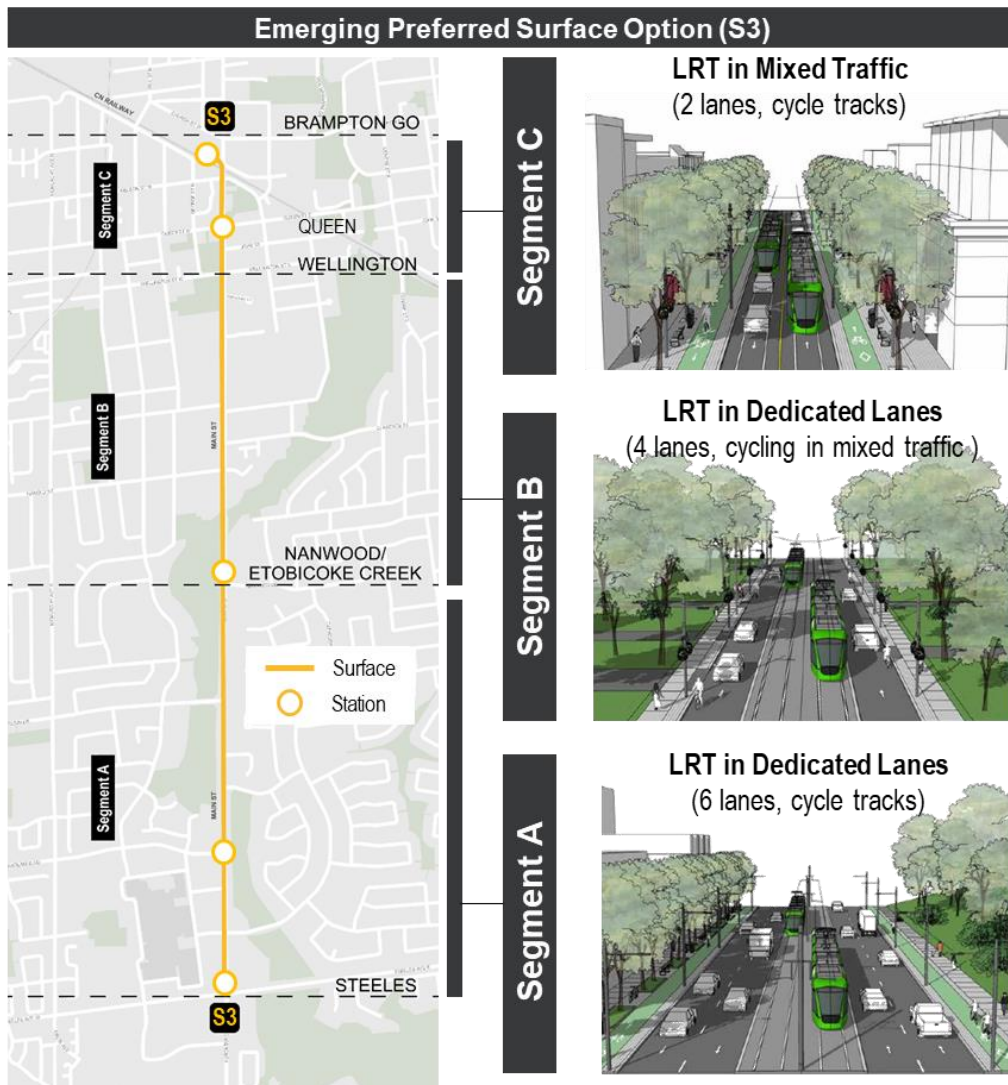 Emerging Preferred Surface Option (S3)
CN RAILWAY
S3
BRAMPTON GO
Segment C
QUEEN
WELLINGTON
Segment B
MAIN ST
NANWOOD/
ETOBICOKE CREEK
Surface
Station
Segment A
MAIN ST
STEELES
S3
Segment C
LRT in Mixed Traffic
(2 lanes, cycle tracks)
Segment B
LRT in Dedicated Lanes
(4 lanes, cycling in mixed traffic )
Segment A
LRT in Dedicated Lanes
(6 lanes, cycle tracks)